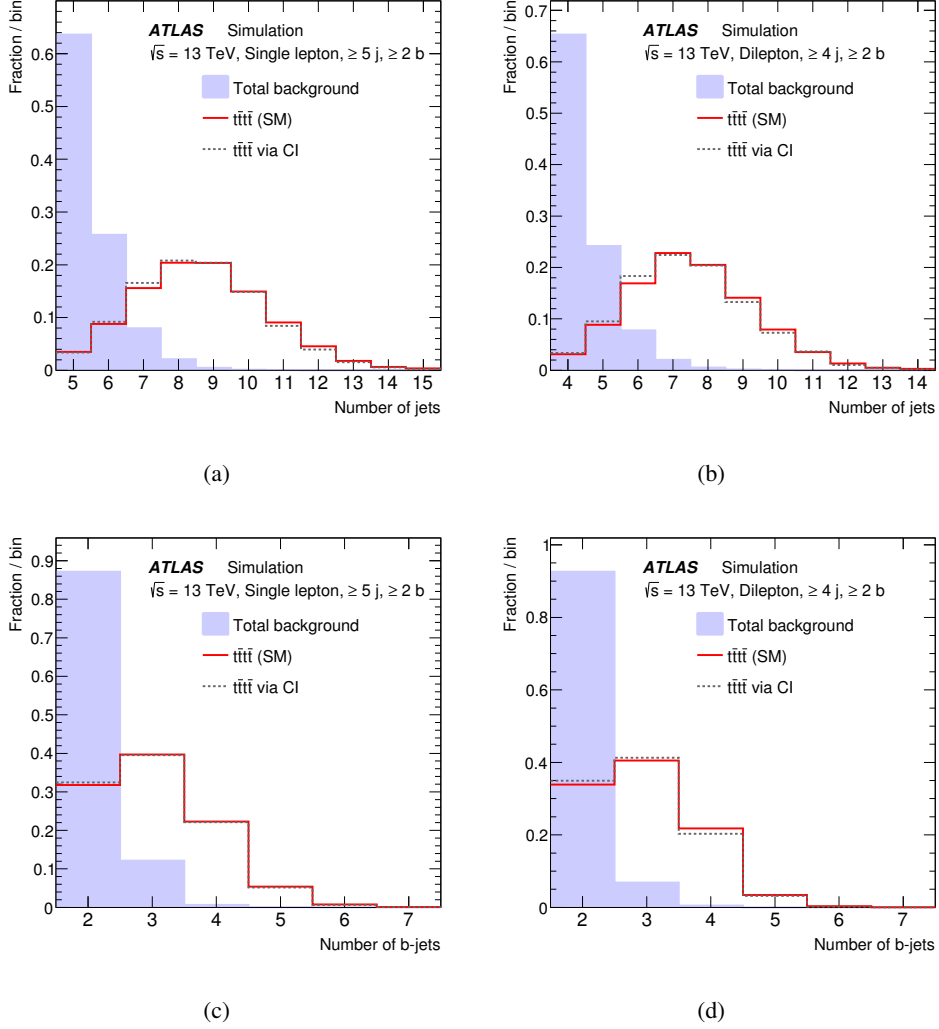 Fraction / bin
ATLAS Simulation
√s = 13 TeV, Single lepton, ≥ 5 j, ≥ 2 b
Total background
tt̄tt̄ (SM)
tt̄tt̄ via CI
0.6
0.5
0.4
0.3
0.2
0.1
0
5 6 7 8 9 10 11 12 13 14 15
Number of jets
(a)
Fraction / bin
ATLAS Simulation
√s = 13 TeV, Dilepton, ≥ 4 j, ≥ 2 b
Total background
tt̄tt̄ (SM)
tt̄tt̄ via CI
0.7
0.6
0.5
0.4
0.3
0.2
0.1
0
4 5 6 7 8 9 10 11 12 13 14
Number of jets
(b)
Fraction / bin
ATLAS Simulation
√s = 13 TeV, Single lepton, ≥ 5 j, ≥ 2 b
Total background
tt̄tt̄ (SM)
tt̄tt̄ via CI
0.9
0.8
0.7
0.6
0.5
0.4
0.3
0.2
0.1
0
2 3 4 5 6 7
Number of b-jets
(c)
Fraction / bin
ATLAS Simulation
√s = 13 TeV, Dilepton, ≥ 4 j, ≥ 2 b
Total background
tt̄tt̄ (SM)
tt̄tt̄ via CI
1
0.8
0.6
0.4
0.2
0
2 3 4 5 6 7
Number of b-jets
(d)